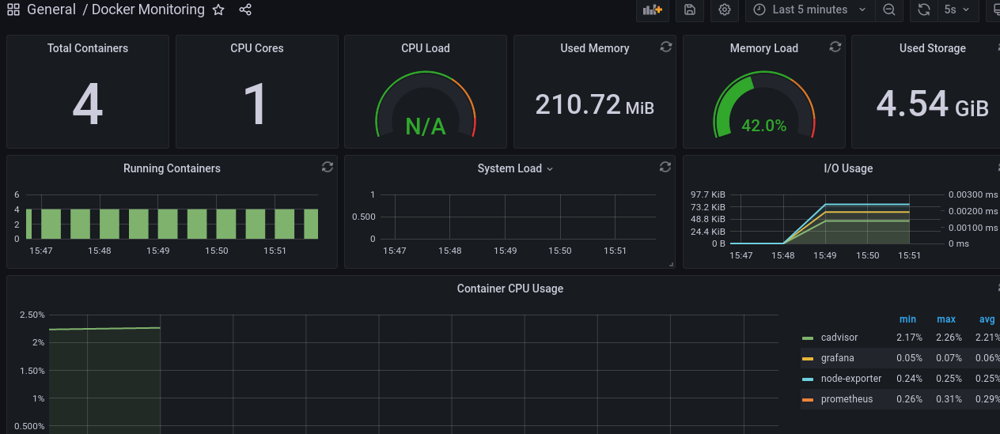 General / Docker Monitoring
Last 5 minutes
5s
Total Containers
4
CPU Cores
1
CPU Load
N/A
Used Memory
210.72 MiB
Memory Load
42.0%
Used Storage
4.54 GiB
Running Containers
6
4
2
0
15:47 15:48 15:49 15:50 15:51
System Load
1
0.500
0
15:47 15:48 15:49 15:50 15:51
I/O Usage
97.7 KiB
73.2 KiB
48.8 KiB
24.4 KiB
0 B
0.00300 ms
0.00200 ms
0.00100 ms
0 ms
15:47 15:48 15:49 15:50 15:51
Container CPU Usage
2.50%
2%
1.50%
1%
0.500%
min max avg
cadvisor 2.17% 2.26% 2.21%
grafana 0.05% 0.07% 0.06%
node-exporter 0.24% 0.25% 0.25%
prometheus 0.26% 0.31% 0.29%